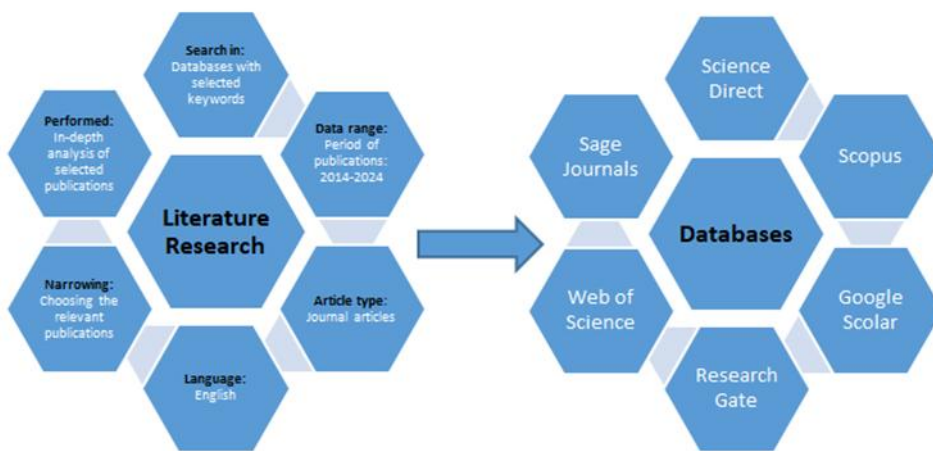 Search in:
Databases with
selected
keywords
Data range:
Period of
publications:
2014-2024
Article type:
Journal articles
Language:
English
Narrowing:
Choosing the
relevant
publications
Performed:
In-depth
analysis of
selected
publications
Literature
Research
Science
Direct
Scopus
Google
Scolar
Research
Gate
Web of
Science
Sage
Journals
Databases